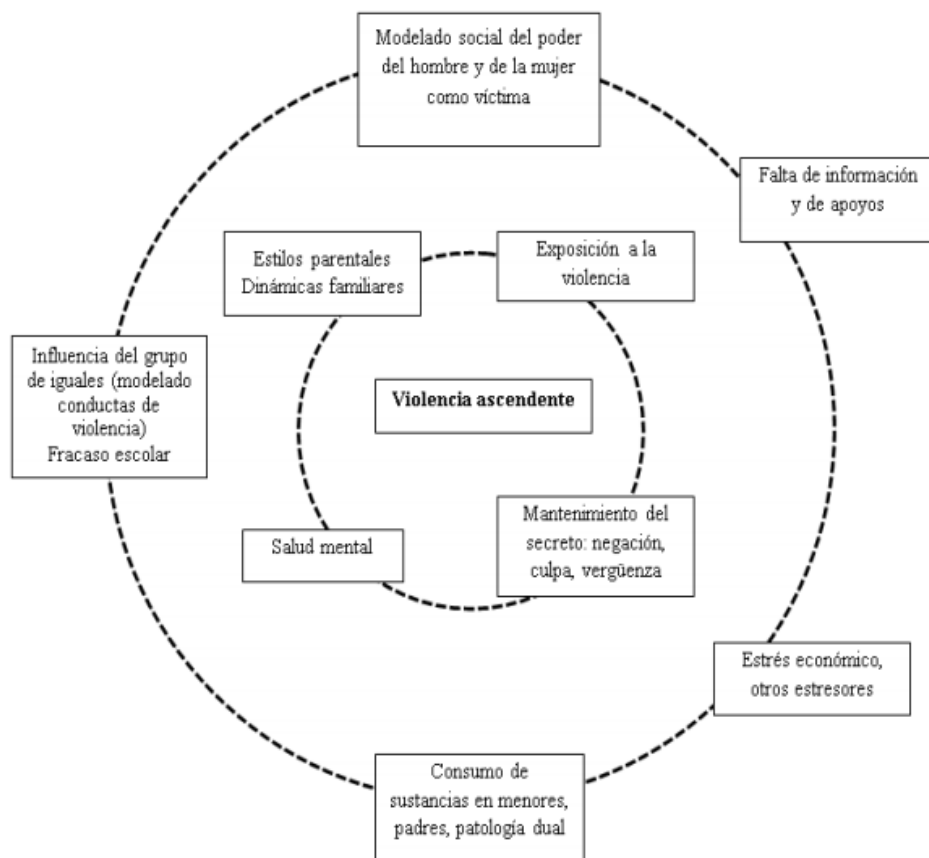 Modelado social del poder
del hombre y de la mujer
como víctima
Falta de información
y de apoyos
Estilos parentales
Dinámicas familiares
Exposición a la
violencia
Influencia del grupo
de iguales (modelado
conductas de
violencia)
Fracaso escolar
Violencia ascendente
Salud mental
Mantenimiento del
secreto: negación,
culpa, vergüenza
Estrés económico,
otros estresores
Consumo de
sustancias en menores,
padres, patología dual